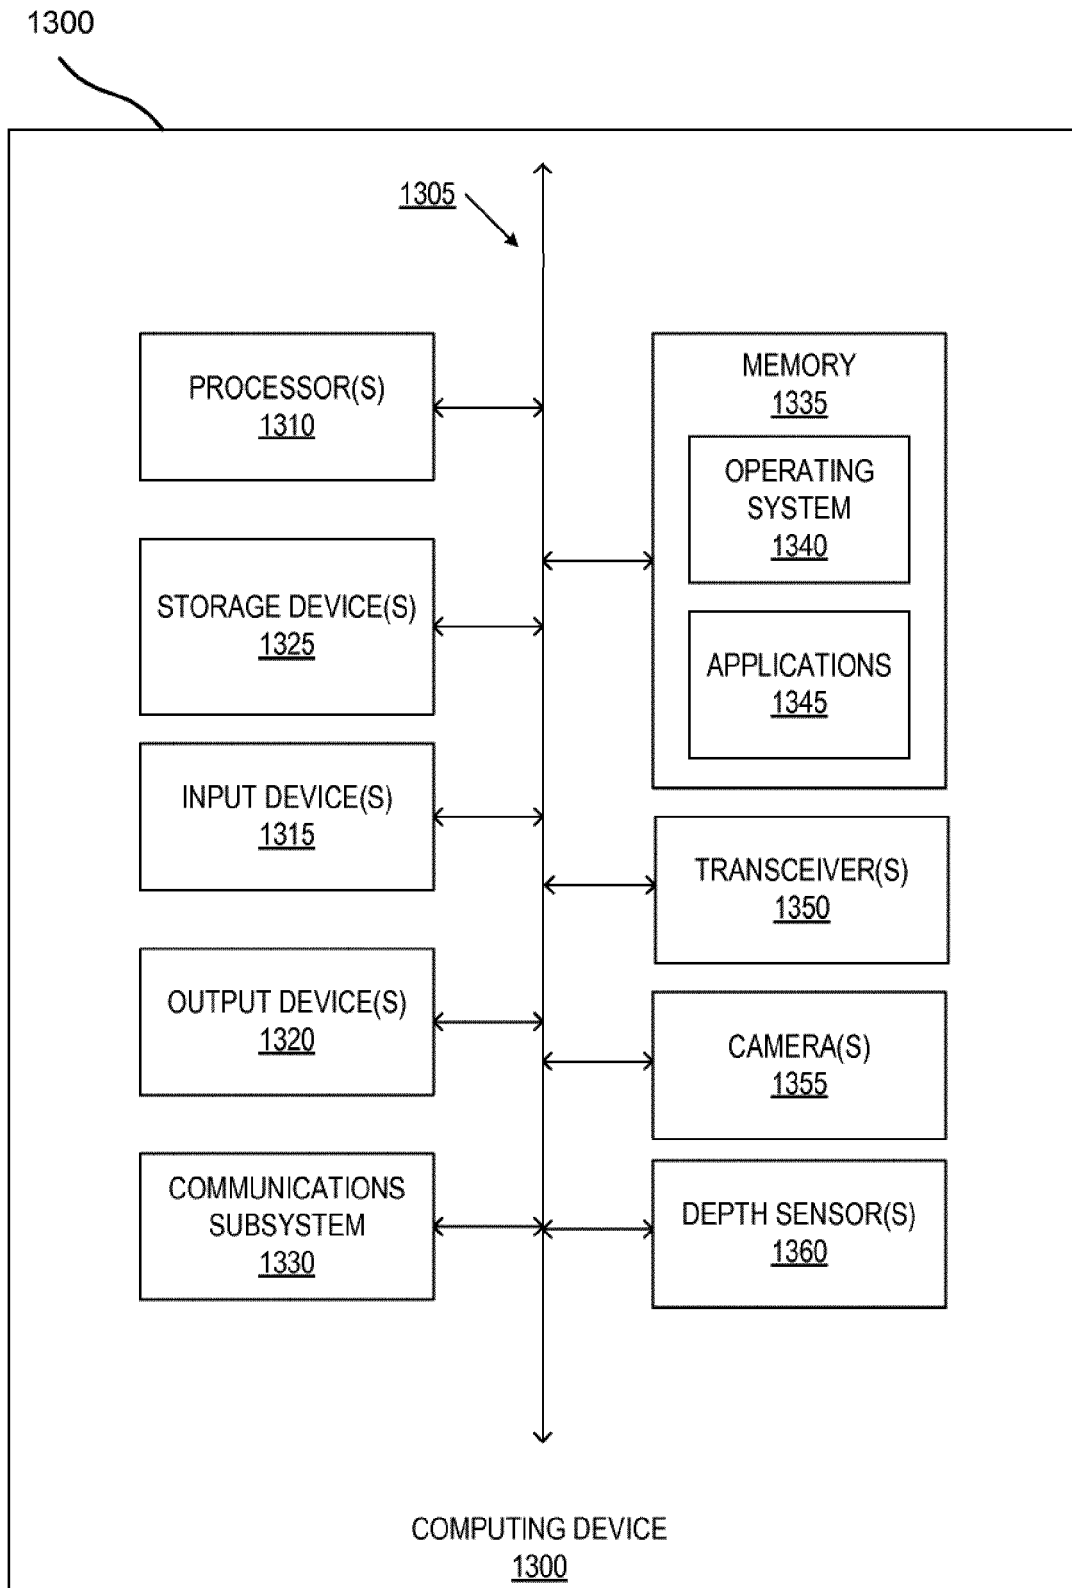 1300
1305
PROCESSOR(S)
1310
STORAGE DEVICE(S)
1325
INPUT DEVICE(S)
1315
OUTPUT DEVICE(S)
1320
COMMUNICATIONS
SUBSYSTEM
1330
MEMORY
1335
OPERATING
SYSTEM
1340
APPLICATIONS
1345
TRANSCEIVER(S)
1350
CAMERA(S)
1355
DEPTH SENSOR(S)
1360
COMPUTING DEVICE
1300